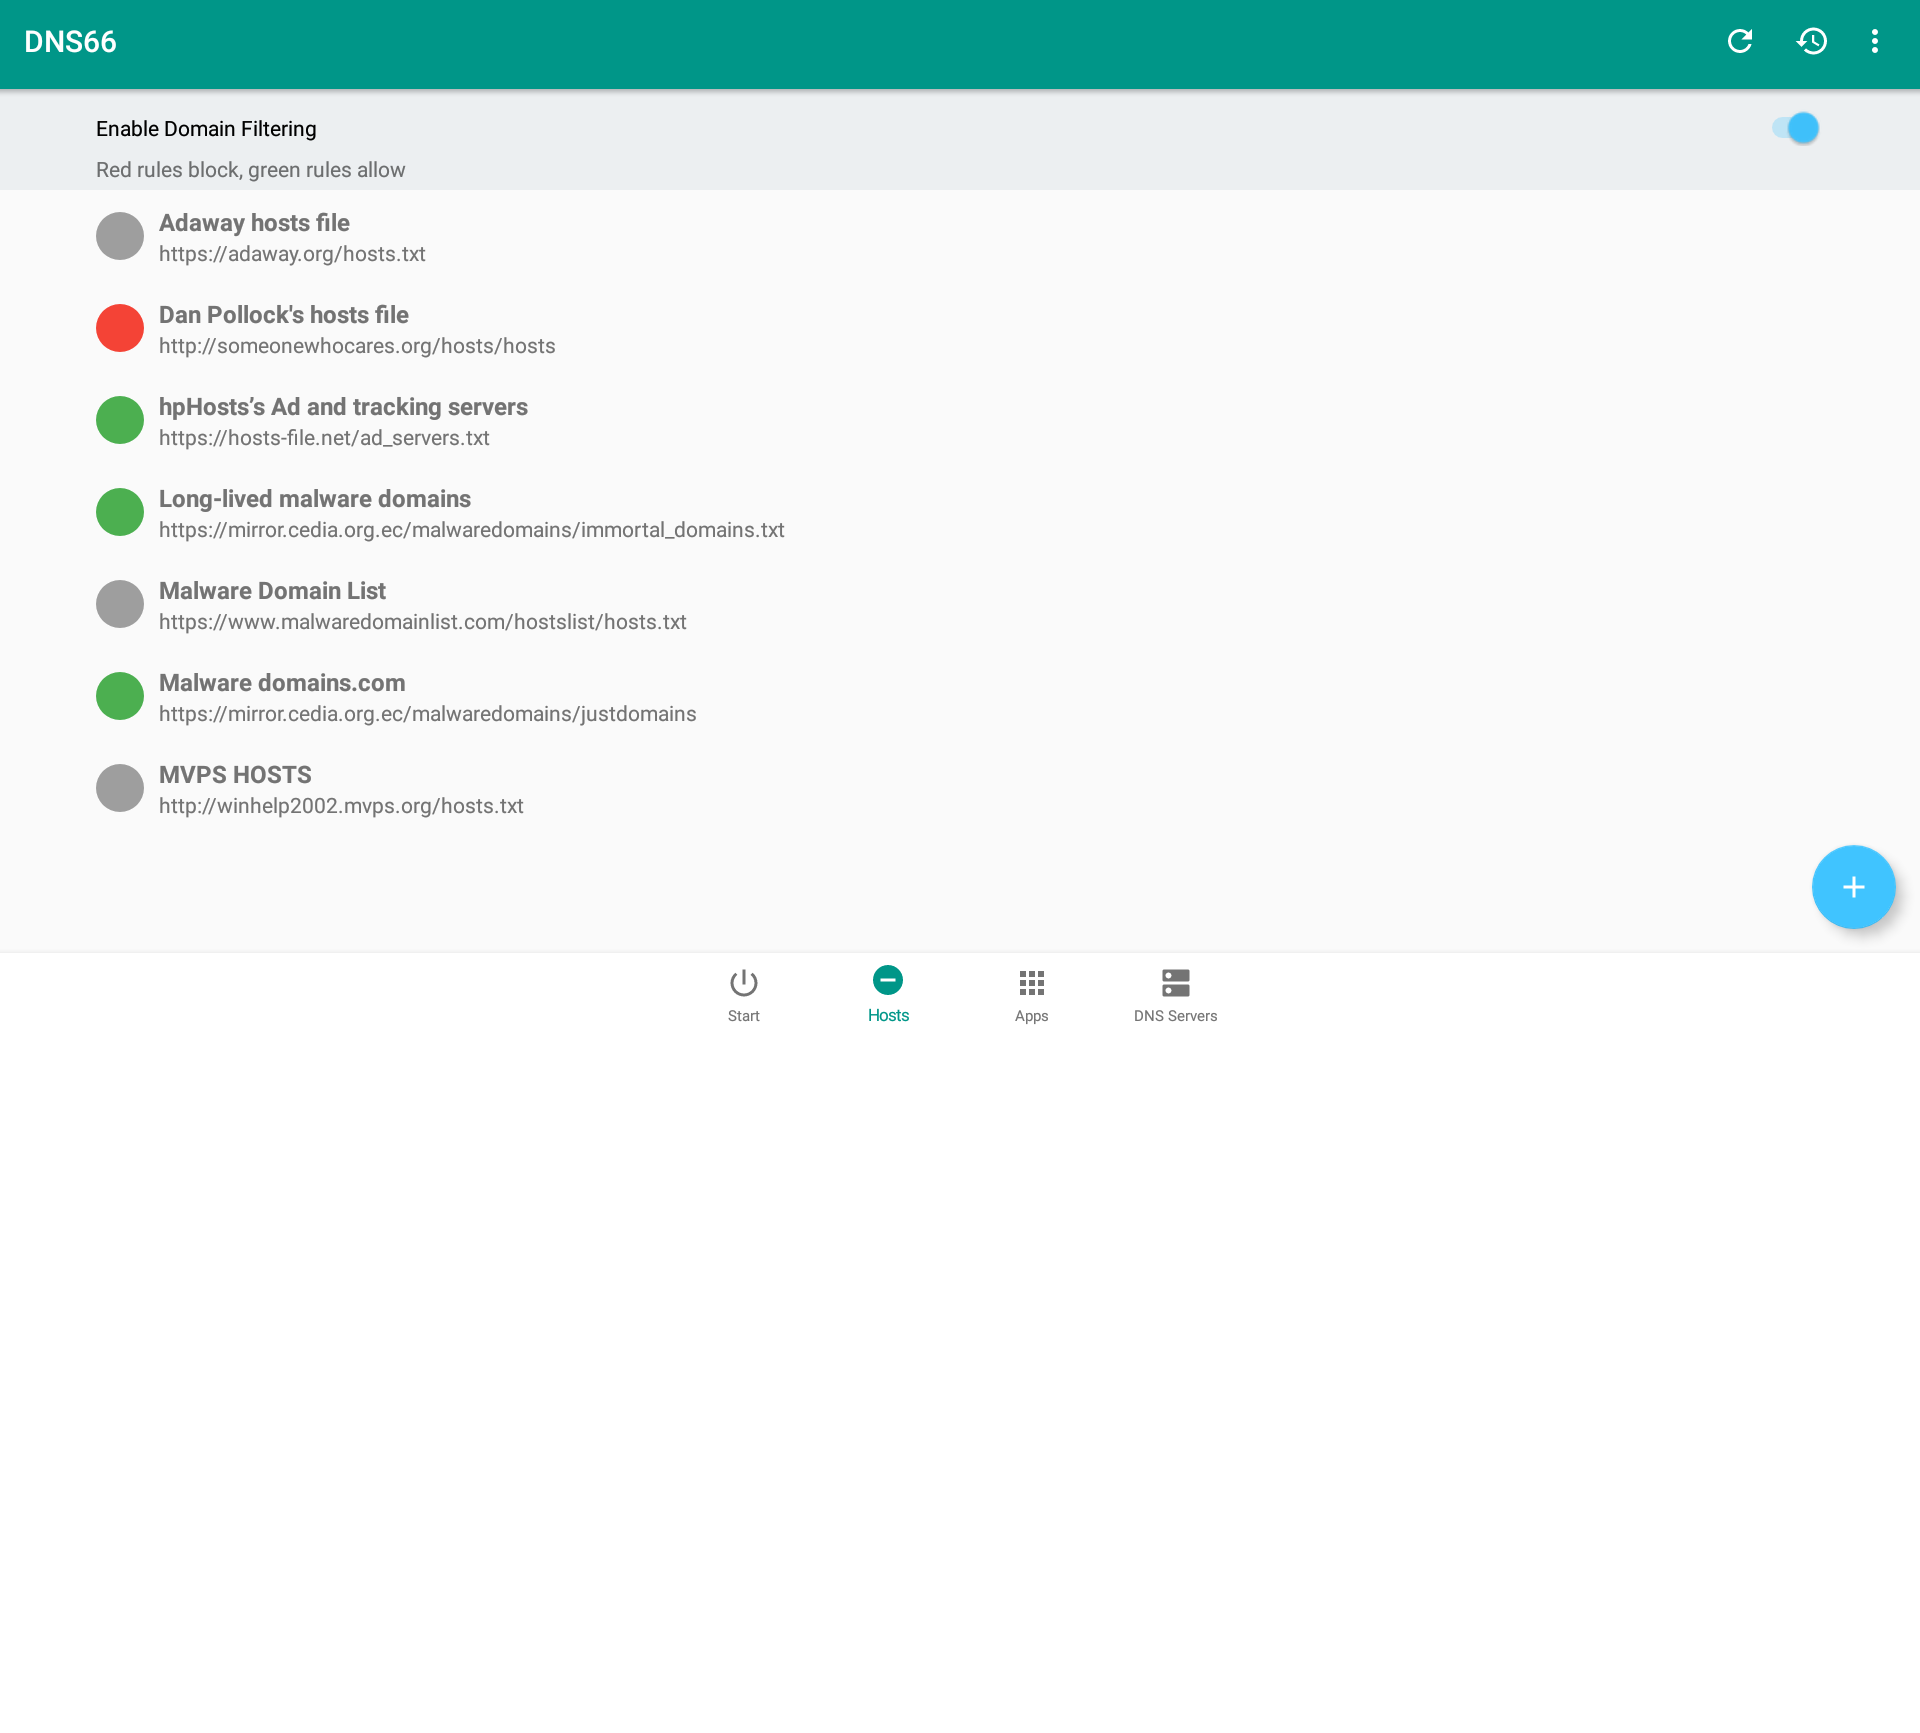 DNS66
Enable Domain Filtering
Red rules block, green rules allow
Adaway hosts file
https://adaway.org/hosts.txt
Dan Pollock's hosts file
http://someonewhocares.org/hosts/hosts
hpHosts’s Ad and tracking servers
https://hosts-file.net/ad_servers.txt
Long-lived malware domains
https://mirror.cedia.org.ec/malwaredomains/immortal_domains.txt
Malware Domain List
https://www.malwaredomainlist.com/hostslist/hosts.txt
Malware domains.com
https://mirror.cedia.org.ec/malwaredomains/justdomains
MVPS HOSTS
http://winhelp2002.mvps.org/hosts.txt
Start
Hosts
Apps
DNS Servers